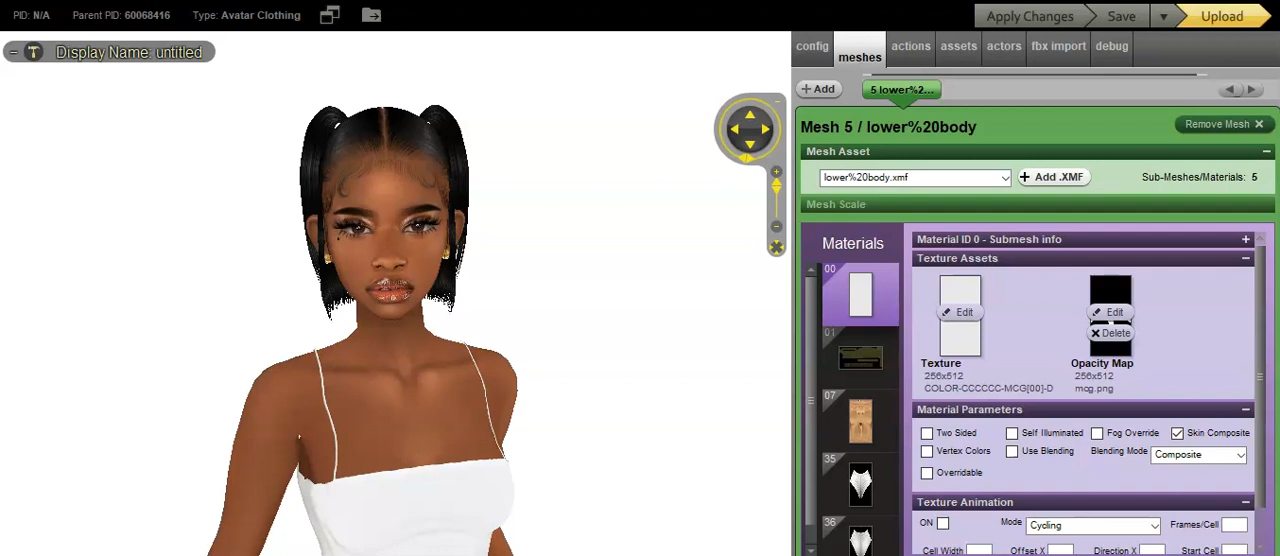 PID: N/A Parent PID: 60068416 Type: Avatar Clothing Apply Changes Save Upload
Display Name: untitled
config meshes actions assets actors fbx import debug
+ Add 5 lower%2...
Mesh 5 / lower%20body Remove Mesh
Mesh Asset
lower%20body.xmf + Add .XMF Sub-Meshes/Materials: 5
Mesh Scale
Materials
00
01
07
35
36
Material ID 0 - Submesh info
Texture Assets
Edit Edit
Delete
Texture Opacity Map
256x512 256x512
COLOR-CCCCCC-MCG[00]-D mcg.png
Material Parameters
Two Sided Self Illuminated Fog Override Skin Composite
Vertex Colors Use Blending Blending Mode Composite
Overridable
Texture Animation
ON Mode Cycling Frames/Cell
Cell Width Offset X Direction X Start Cell